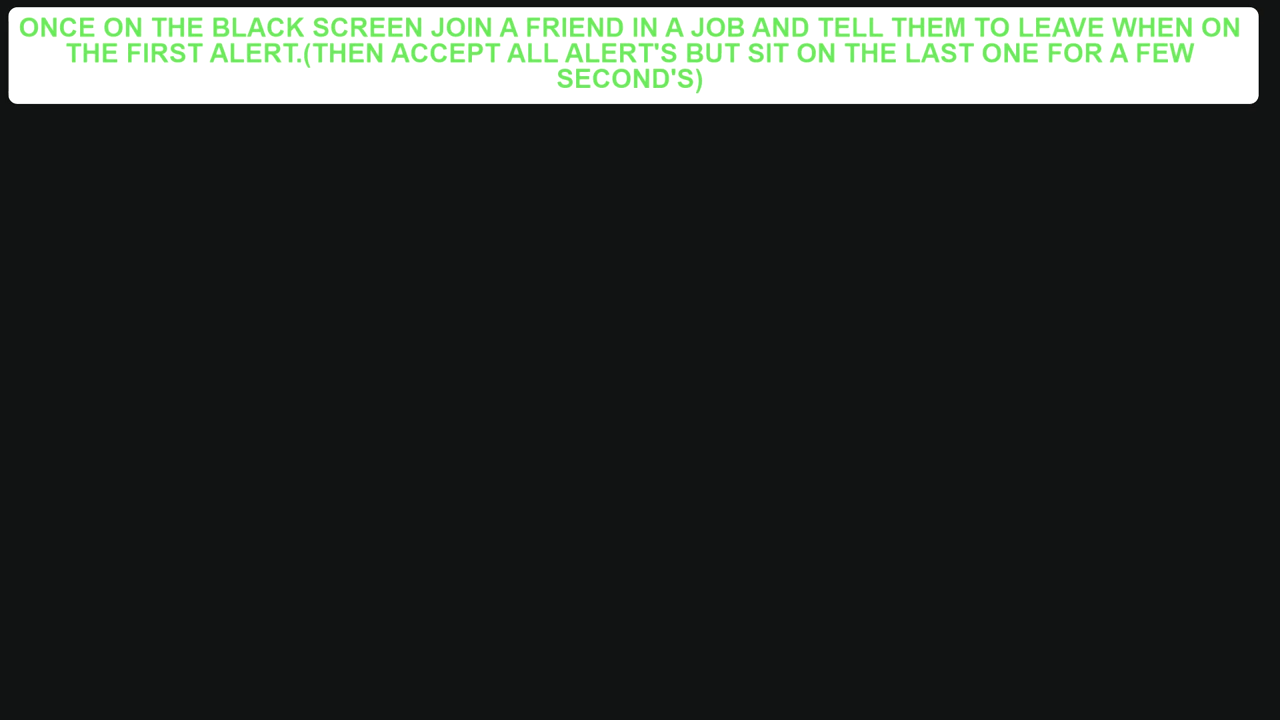 ONCE ON THE BLACK SCREEN JOIN A FRIEND IN A JOB AND TELL THEM TO LEAVE WHEN ON
THE FIRST ALERT.(THEN ACCEPT ALL ALERT'S BUT SIT ON THE LAST ONE FOR A FEW
SECOND'S)